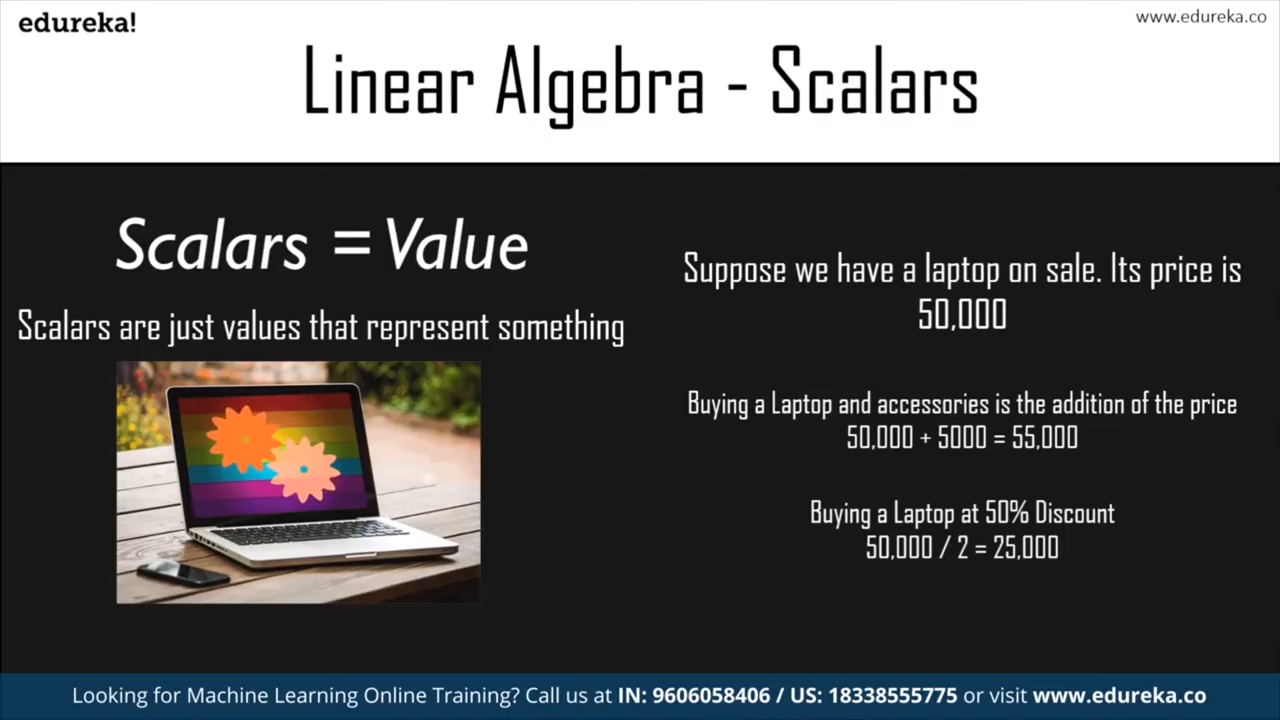 edureka!
www.edureka.co
Linear Algebra - Scalars
Scalars = Value
Scalars are just values that represent something
Suppose we have a laptop on sale. Its price is
50,000
Buying a Laptop and accessories is the addition of the price
50,000 + 5000 = 55,000
Buying a Laptop at 50% Discount
50,000 / 2 = 25,000
Looking for Machine Learning Online Training? Call us at IN: 9606058406 / US: 18338555775 or visit www.edureka.co